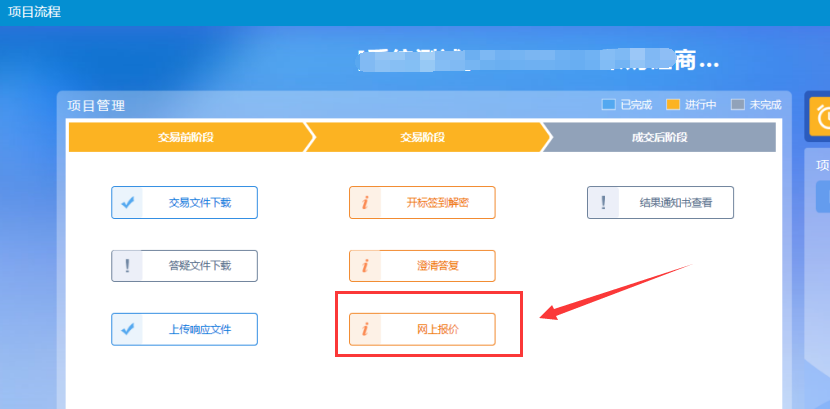 项目流程
商...
项目管理
已完成 进行中 未完成
交易前阶段 交易阶段 成交后阶段
交易文件下载 开标签到解密 结果通知书查看
答疑文件下载 澄清答复
上传响应文件 网上报价